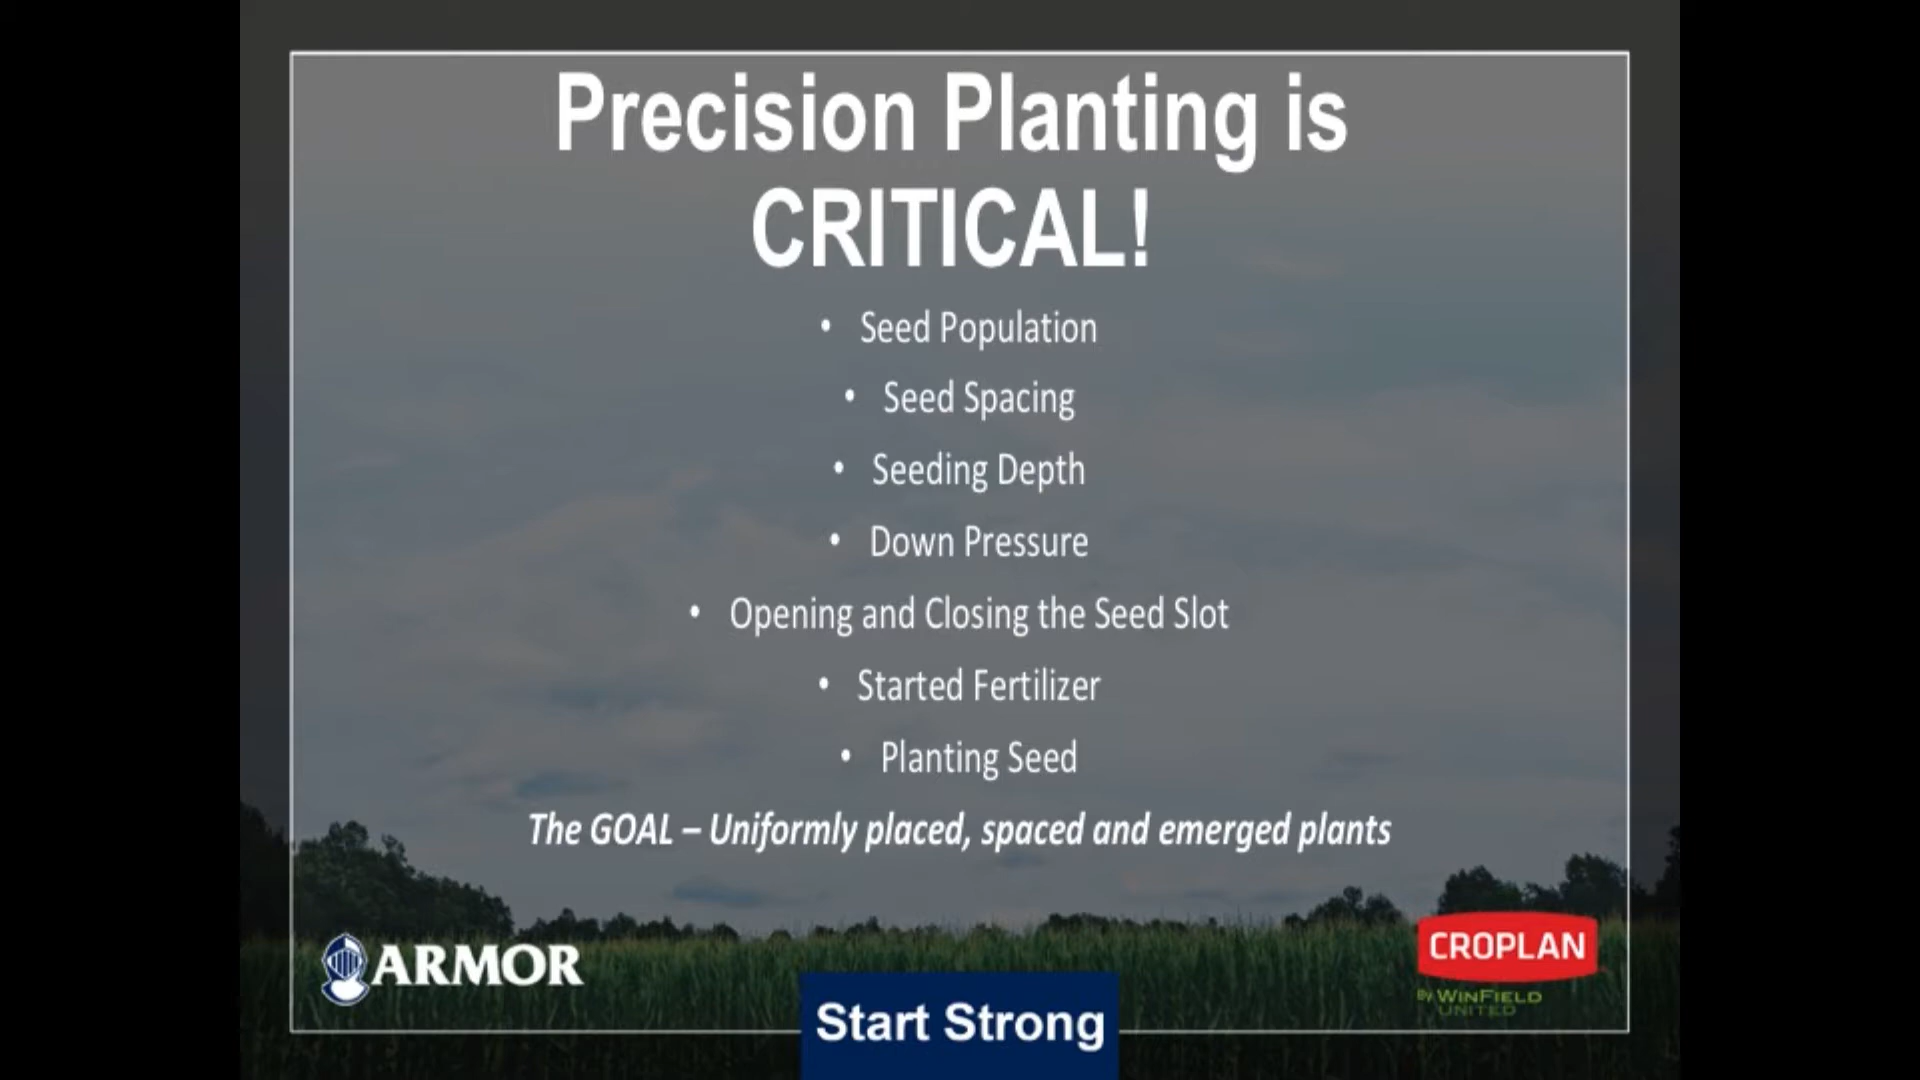 Precision Planting is
CRITICAL!
• Seed Population
• Seed Spacing
• Seeding Depth
• Down Pressure
• Opening and Closing the Seed Slot
• Started Fertilizer
• Planting Seed
The GOAL – Uniformly placed, spaced and emerged plants
ARMOR
CROPLAN
By WINFIELD
UNITED
Start Strong